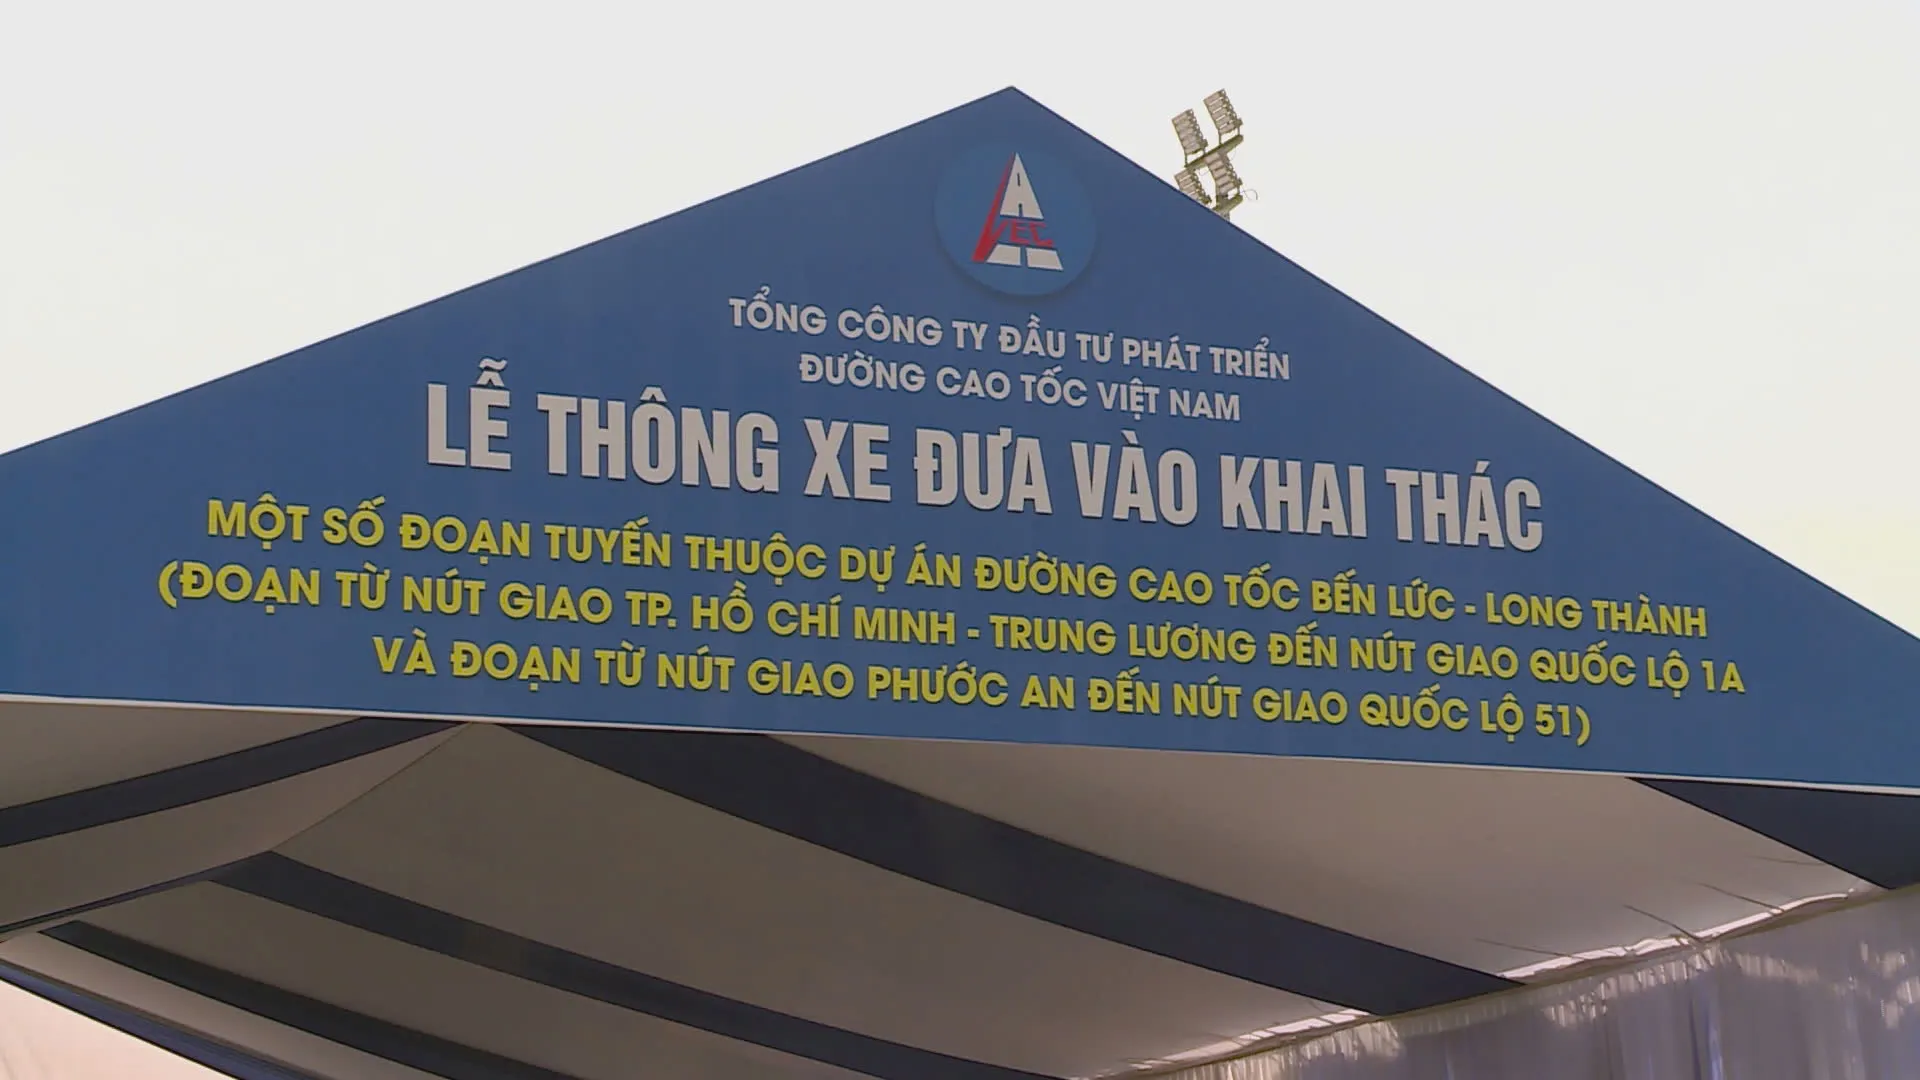 VEC
TỔNG CÔNG TY ĐẦU TƯ PHÁT TRIỂN
ĐƯỜNG CAO TỐC VIỆT NAM
LỄ THÔNG XE ĐƯA VÀO KHAI THÁC
MỘT SỐ ĐOẠN TUYẾN THUỘC DỰ ÁN ĐƯỜNG CAO TỐC BẾN LỨC - LONG THÀNH
(ĐOẠN TỪ NÚT GIAO TP. HỒ CHÍ MINH - TRUNG LƯƠNG ĐẾN NÚT GIAO QUỐC LỘ 1A
VÀ ĐOẠN TỪ NÚT GIAO PHƯỚC AN ĐẾN NÚT GIAO QUỐC LỘ 51)